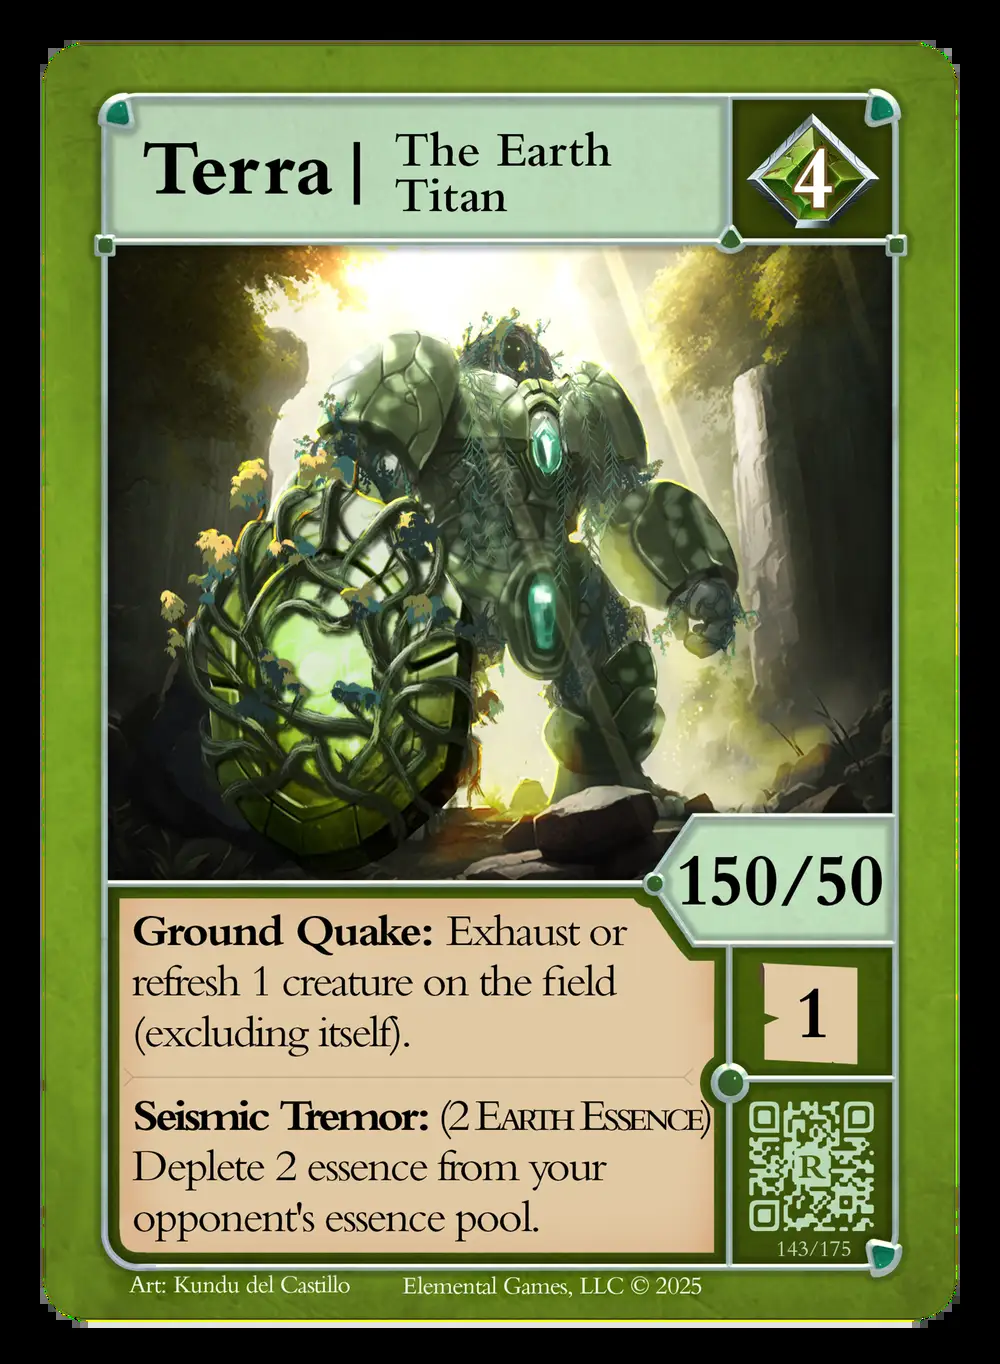 Terra | The Earth
Titan
4
150/50
Ground Quake: Exhaust or
refresh 1 creature on the field
(excluding itself).
1
Seismic Tremor: (2 EARTH ESSENCE)
Deplete 2 essence from your
opponent's essence pool.
R
143/175
Art: Kundu del Castillo Elemental Games, LLC © 2025